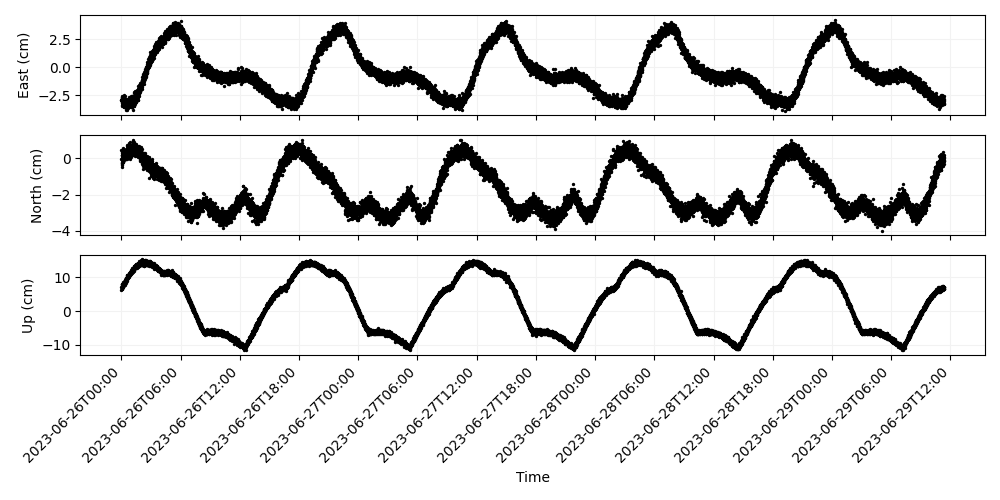 East (cm)
2.5
0.0
−2.5
North (cm)
0
−2
−4
Up (cm)
10
0
−10
2023-06-26T00:00
2023-06-26T06:00
2023-06-26T12:00
2023-06-26T18:00
2023-06-27T00:00
2023-06-27T06:00
2023-06-27T12:00
2023-06-27T18:00
2023-06-28T00:00
2023-06-28T06:00
2023-06-28T12:00
2023-06-28T18:00
2023-06-29T00:00
2023-06-29T06:00
2023-06-29T12:00
Time